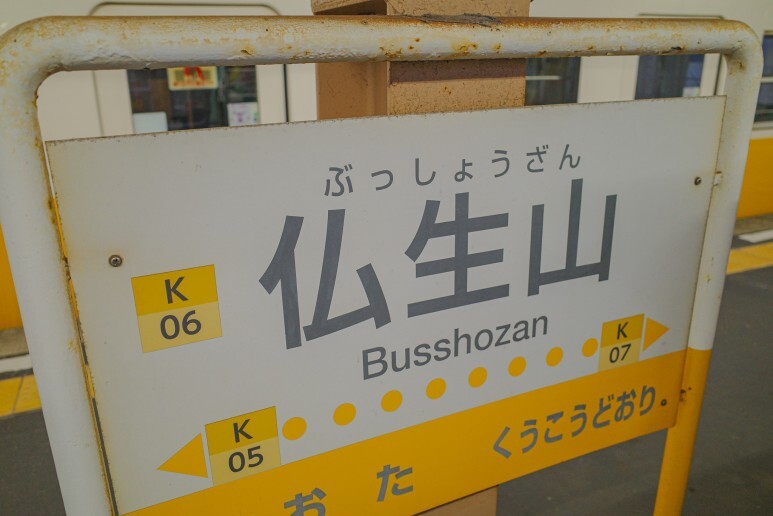 ぶっしょうざん
仏生山
K
06
Busshozan
K
07
K
05
おた
くうこうどおり